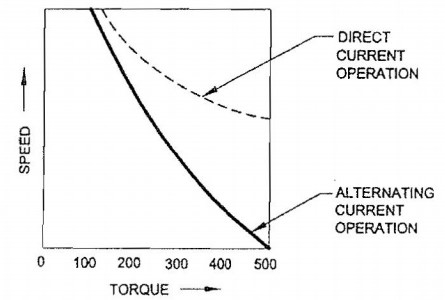 DIRECT
CURRENT
OPERATION
SPEED
ALTERNATING
CURRENT
OPERATION
0 100 200 300 400 500
TORQUE